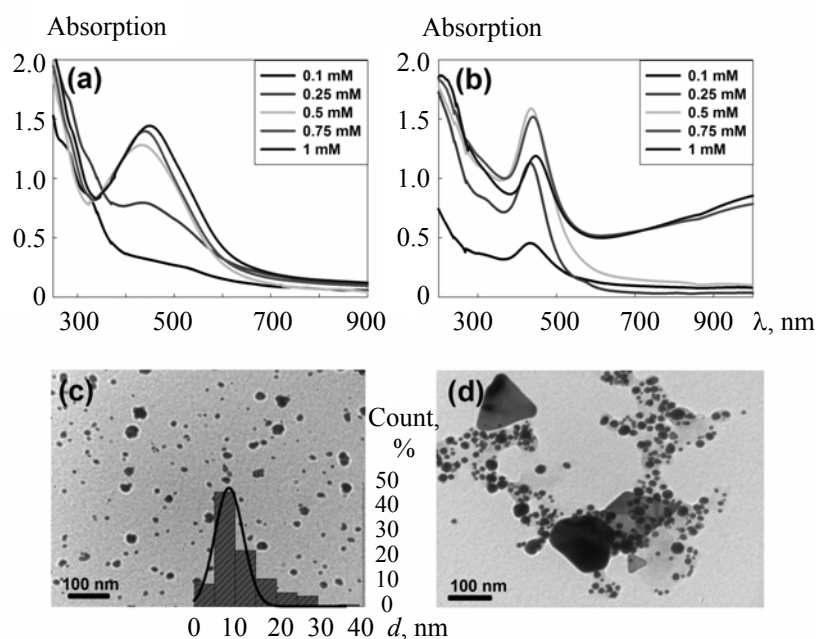 Absorption
2.0
1.5
1.0
0.5
0
(a)
0.1 mM
0.25 mM
0.5 mM
0.75 mM
1 mM
300 500 700 900
Absorption
2.0
1.5
1.0
0.5
0
(b)
0.1 mM
0.25 mM
0.5 mM
0.75 mM
1 mM
300 500 700 900 λ, nm
(c)
100 nm
Count,
%
50
40
30
20
10
0
0 10 20 30 40 d, nm
(d)
100 nm